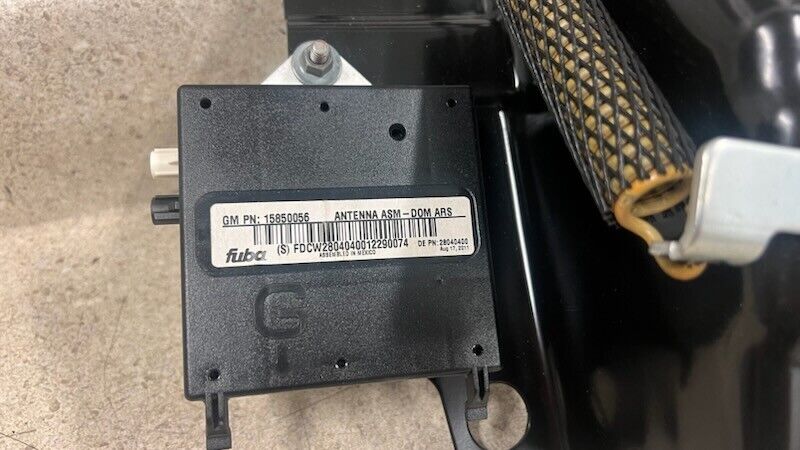 GM PN: 15850056 ANTENNA ASM-DOM ARS
fuba (S) FDCW2804040012290074 DE PN: 28040400
ASSEMBLED IN MEXICO Aug 17, 2011
G